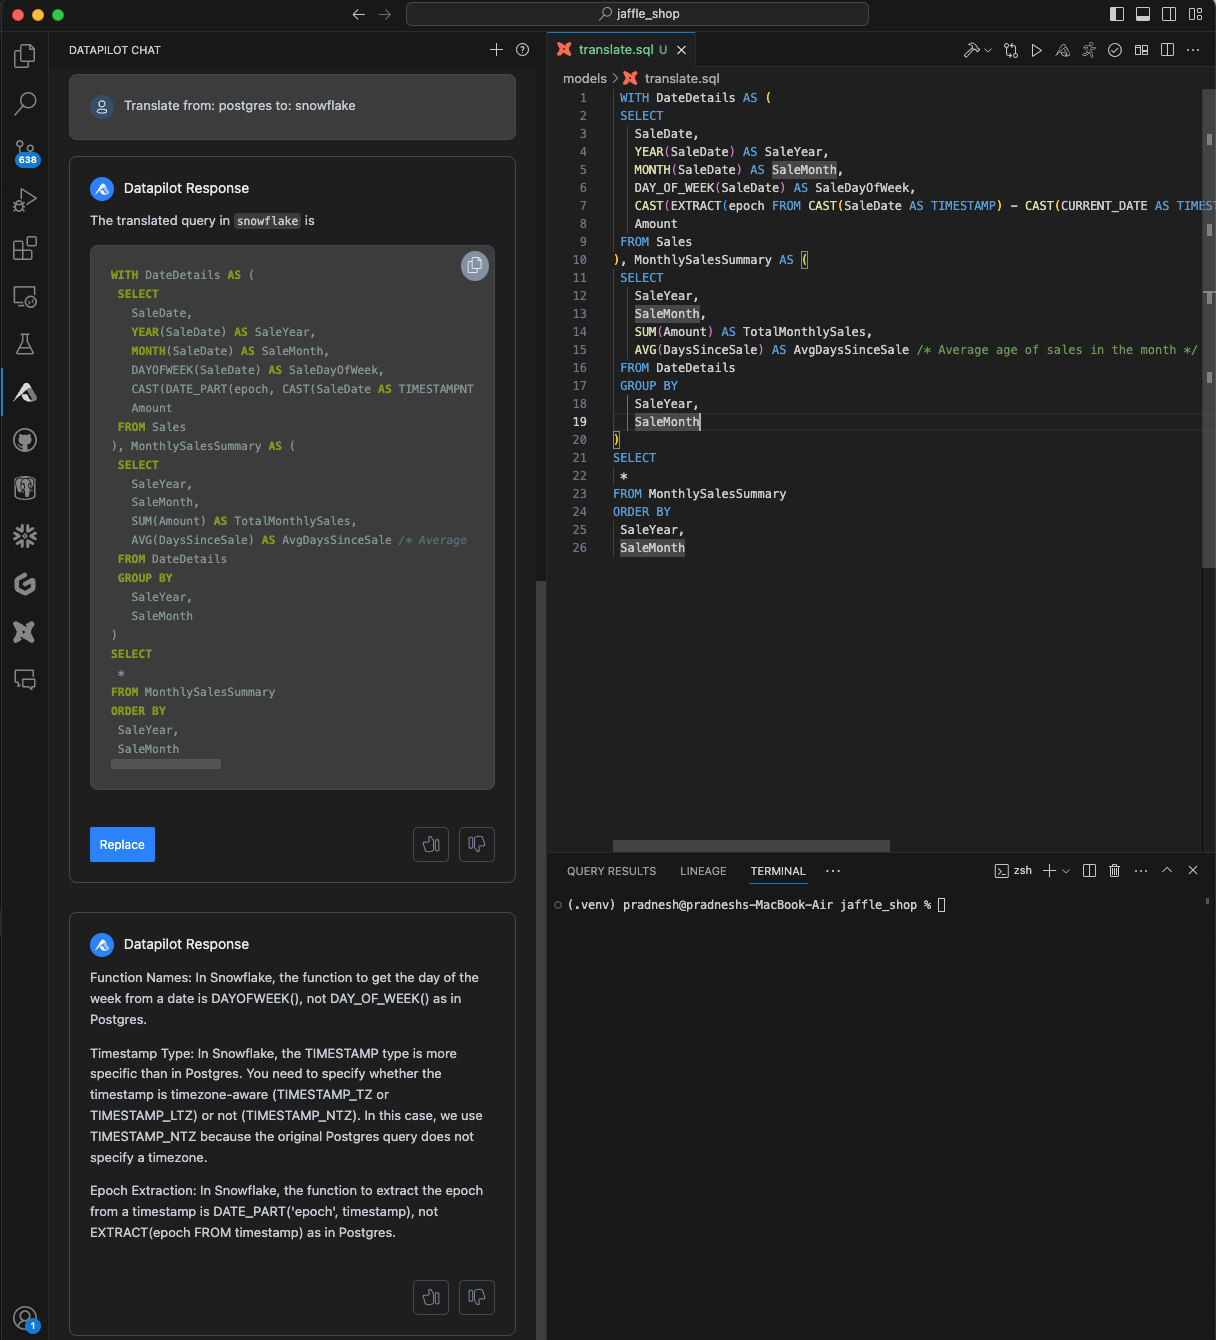 jaffle_shop
DATAPILOT CHAT
Translate from: postgres to: snowflake
Datapilot Response
The translated query in snowflake is
WITH DateDetails AS (
SELECT
SaleDate,
YEAR(SaleDate) AS SaleYear,
MONTH(SaleDate) AS SaleMonth,
DAYOFWEEK(SaleDate) AS SaleDayOfWeek,
CAST(DATE_PART(epoch, CAST(SaleDate AS TIMESTAMPNT
Amount
FROM Sales
), MonthlySalesSummary AS (
SELECT
SaleYear,
SaleMonth,
SUM(Amount) AS TotalMonthlySales,
AVG(DaysSinceSale) AS AvgDaysSinceSale /* Average
FROM DateDetails
GROUP BY
SaleYear,
SaleMonth
)
SELECT
*
FROM MonthlySalesSummary
ORDER BY
SaleYear,
SaleMonth
Replace
Datapilot Response
Function Names: In Snowflake, the function to get the day of the
week from a date is DAYOFWEEK(), not DAY_OF_WEEK() as in
Postgres.
Timestamp Type: In Snowflake, the TIMESTAMP type is more
specific than in Postgres. You need to specify whether the
timestamp is timezone-aware (TIMESTAMP_TZ or
TIMESTAMP_LTZ) or not (TIMESTAMP_NTZ). In this case, we use
TIMESTAMP_NTZ because the original Postgres query does not
specify a timezone.
Epoch Extraction: In Snowflake, the function to extract the epoch
from a timestamp is DATE_PART('epoch', timestamp), not
EXTRACT(epoch FROM timestamp) as in Postgres.
638
1
translate.sql U
models > translate.sql
1 WITH DateDetails AS (
2 SELECT
3 SaleDate,
4 YEAR(SaleDate) AS SaleYear,
5 MONTH(SaleDate) AS SaleMonth,
6 DAY_OF_WEEK(SaleDate) AS SaleDayOfWeek,
7 CAST(EXTRACT(epoch FROM CAST(SaleDate AS TIMESTAMP) - CAST(CURRENT_DATE AS TIMEST
8 Amount
9 FROM Sales
10 ), MonthlySalesSummary AS (
11 SELECT
12 SaleYear,
13 SaleMonth,
14 SUM(Amount) AS TotalMonthlySales,
15 AVG(DaysSinceSale) AS AvgDaysSinceSale /* Average age of sales in the month */
16 FROM DateDetails
17 GROUP BY
18 SaleYear,
19 SaleMonth
20 )
21 SELECT
22 *
23 FROM MonthlySalesSummary
24 ORDER BY
25 SaleYear,
26 SaleMonth
QUERY RESULTS LINEAGE TERMINAL ... zsh
(.venv) pradnesh@pradneshs-MacBook-Air jaffle_shop %